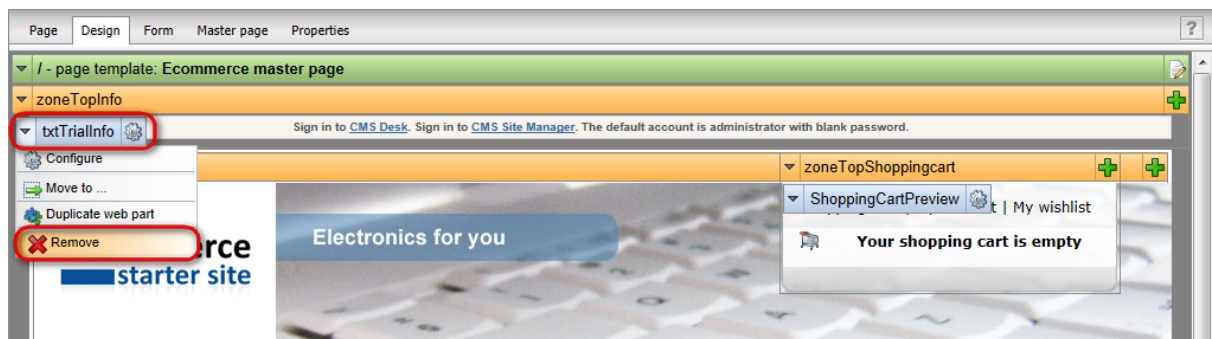 Page Design Form Master page Properties ?
/ - page template: Ecommerce master page
zoneTopInfo
txtTrialInfo
Sign in to CMS Desk. Sign in to CMS Site Manager. The default account is administrator with blank password.
Configure
Move to ...
Duplicate web part
Remove
zoneTopShoppingcart
ShoppingCartPreview
t | My wishlist
Your shopping cart is empty
Electronics for you
erce
starter site